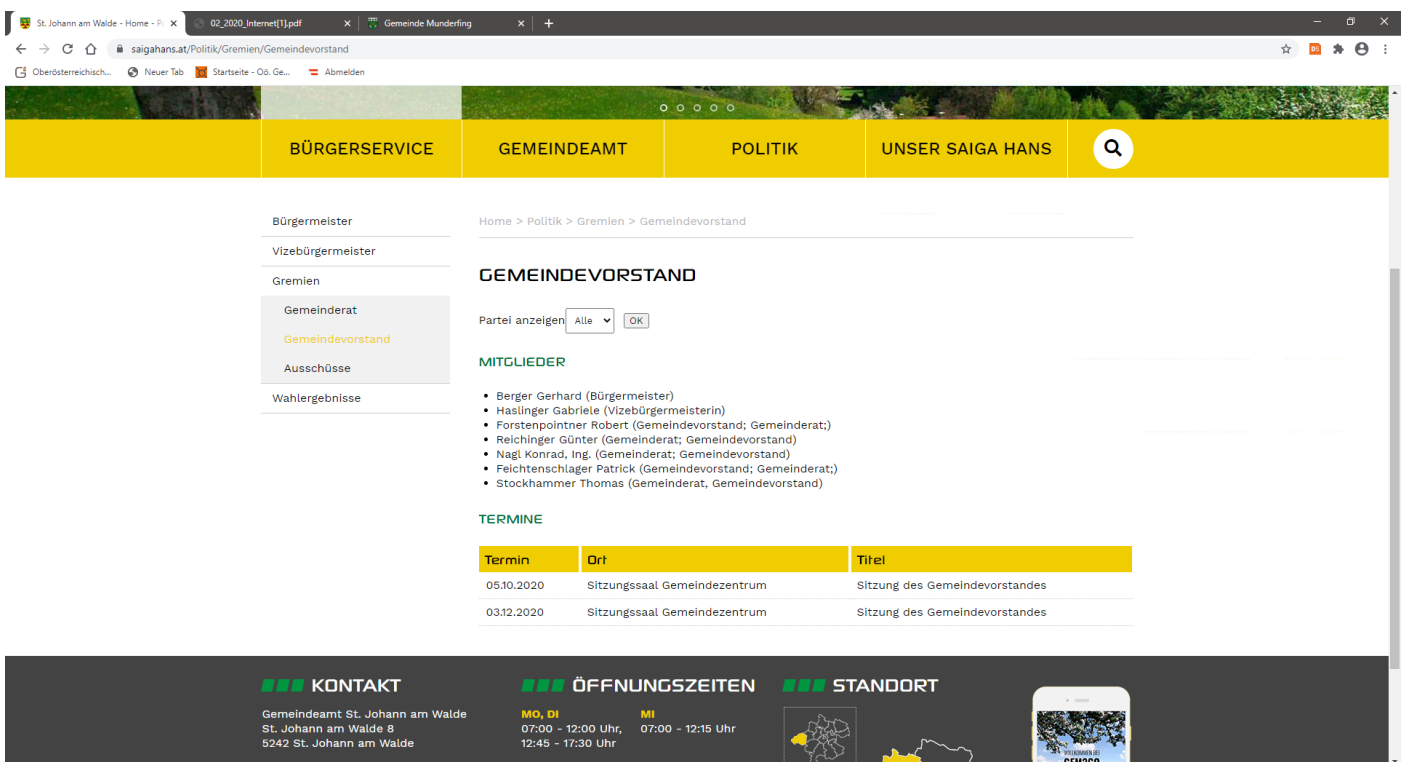 St. Johann am Walde - Home - P
02_2020_Internet[1].pdf
Gemeinde Munderfing
saigahans.at/Politik/Gremien/Gemeindevorstand
Oberösterreichisch...
Neuer Tab
Startseite - Oö. Ge...
Abmelden
BÜRGERSERVICE
GEMEINDEAMT
POLITIK
UNSER SAIGA HANS
Bürgermeister
Vizebürgermeister
Gremien
Gemeinderat
Gemeindevorstand
Ausschüsse
Wahlergebnisse
Home > Politik > Gremien > Gemeindevorstand
GEMEINDEVORSTAND
Partei anzeigen Alle OK
MITGLIEDER
• Berger Gerhard (Bürgermeister)
• Haslinger Gabriele (Vizebürgermeisterin)
• Forstenpointner Robert (Gemeindevorstand; Gemeinderat;)
• Reichinger Günter (Gemeinderat; Gemeindevorstand)
• Nagl Konrad, Ing. (Gemeinderat; Gemeindevorstand)
• Feichtenschlager Patrick (Gemeindevorstand; Gemeinderat;)
• Stockhammer Thomas (Gemeinderat, Gemeindevorstand)
TERMINE
Termin Ort Titel
05.10.2020 Sitzungssaal Gemeindezentrum Sitzung des Gemeindevorstandes
03.12.2020 Sitzungssaal Gemeindezentrum Sitzung des Gemeindevorstandes
KONTAKT
Gemeindeamt St. Johann am Walde
St. Johann am Walde 8
5242 St. Johann am Walde
ÖFFNUNGSZEITEN
MO, DI
07:00 - 12:00 Uhr,
12:45 - 17:30 Uhr
MI
07:00 - 12:15 Uhr
STANDORT
WILLKOMMEN BEI
GEM2GO